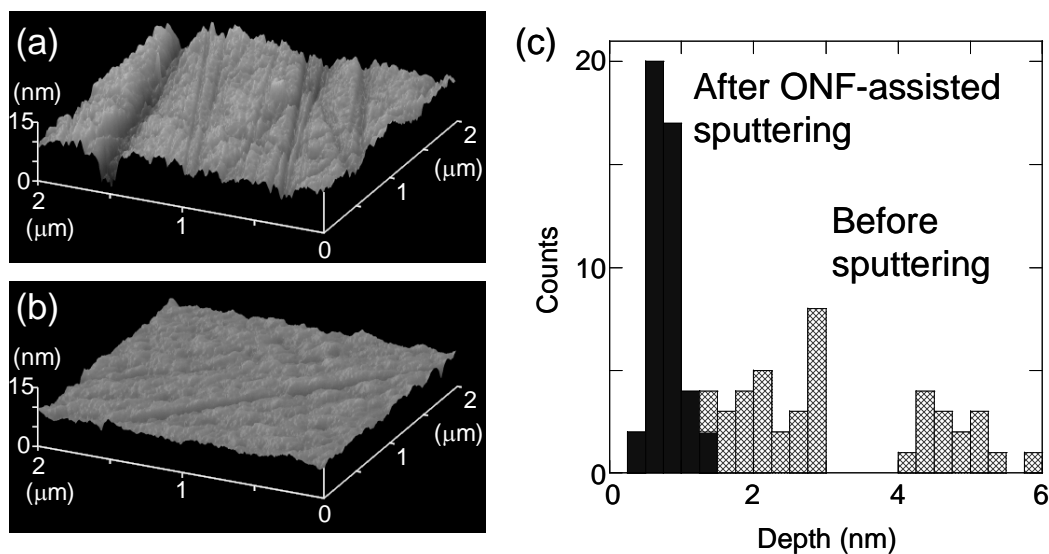 (a)
(nm)
15
0
2
(μm)
1
0
1
2
(μm)
(b)
(nm)
15
0
2
(μm)
1
0
1
2
(μm)
(c)
20
10
0
Counts
After ONF-assisted
sputtering
Before
sputtering
0
2
4
6
Depth (nm)